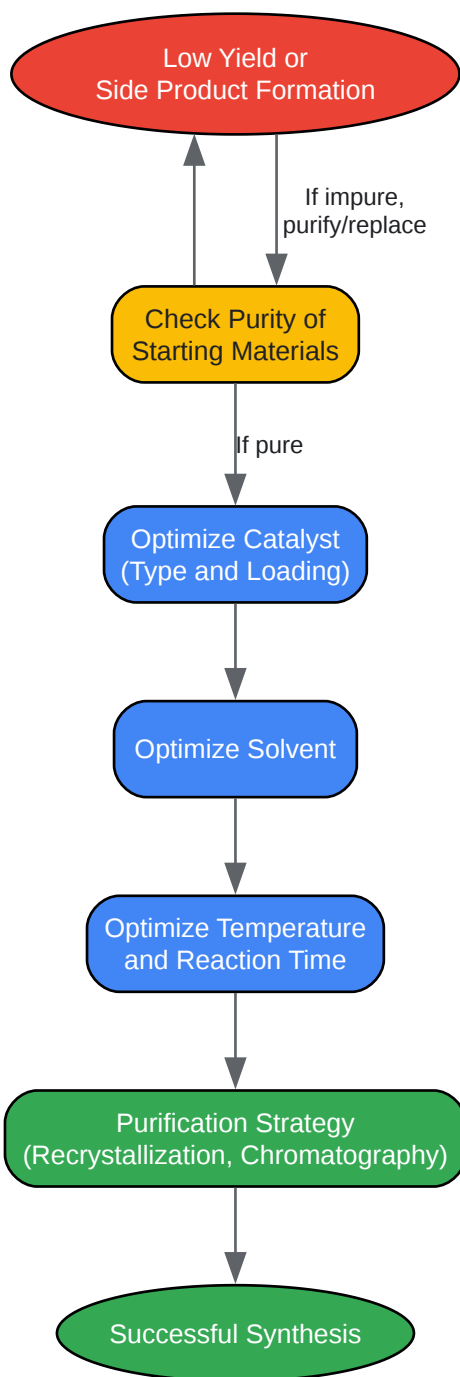 Low Yield or
Side Product Formation
If impure,
purify/replace
Check Purity of
Starting Materials
If pure
Optimize Catalyst
(Type and Loading)
Optimize Solvent
Optimize Temperature
and Reaction Time
Purification Strategy
(Recrystallization, Chromatography)
Successful Synthesis